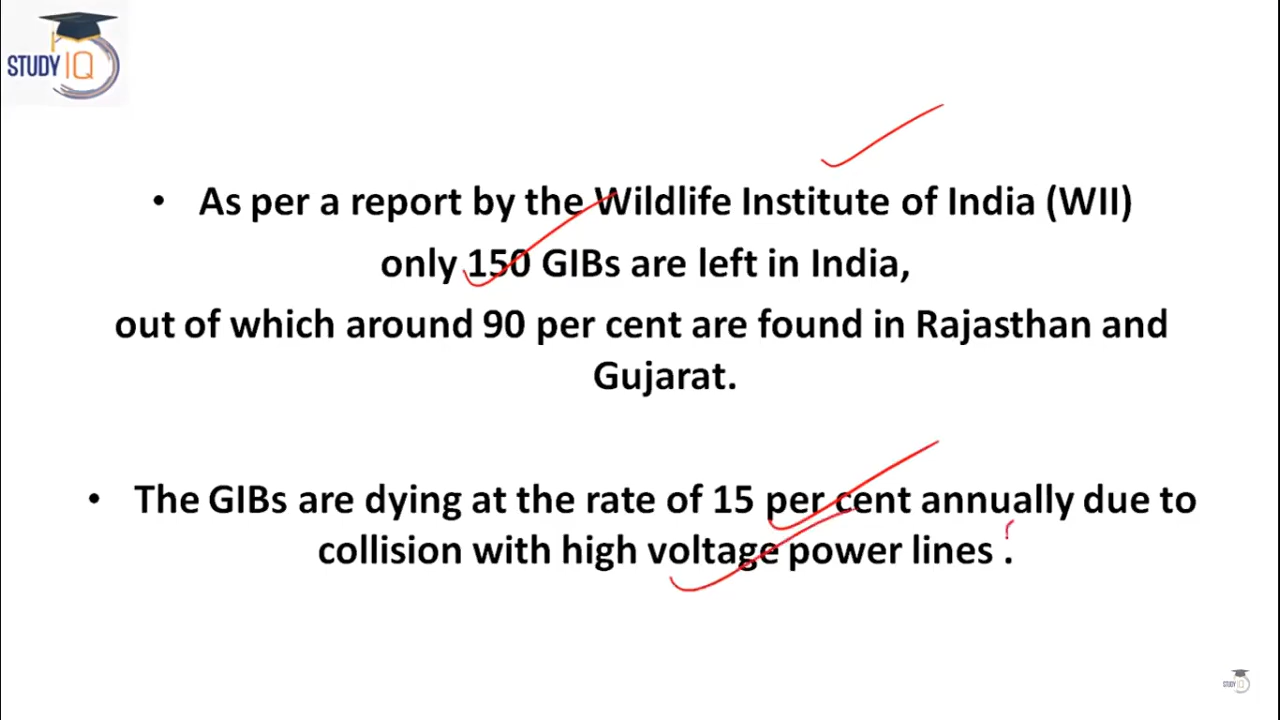 STUDY IQ
• As per a report by the Wildlife Institute of India (WII)
only 150 GIBs are left in India,
out of which around 90 per cent are found in Rajasthan and
Gujarat.
• The GIBs are dying at the rate of 15 per cent annually due to
collision with high voltage power lines .
STUDY IQ